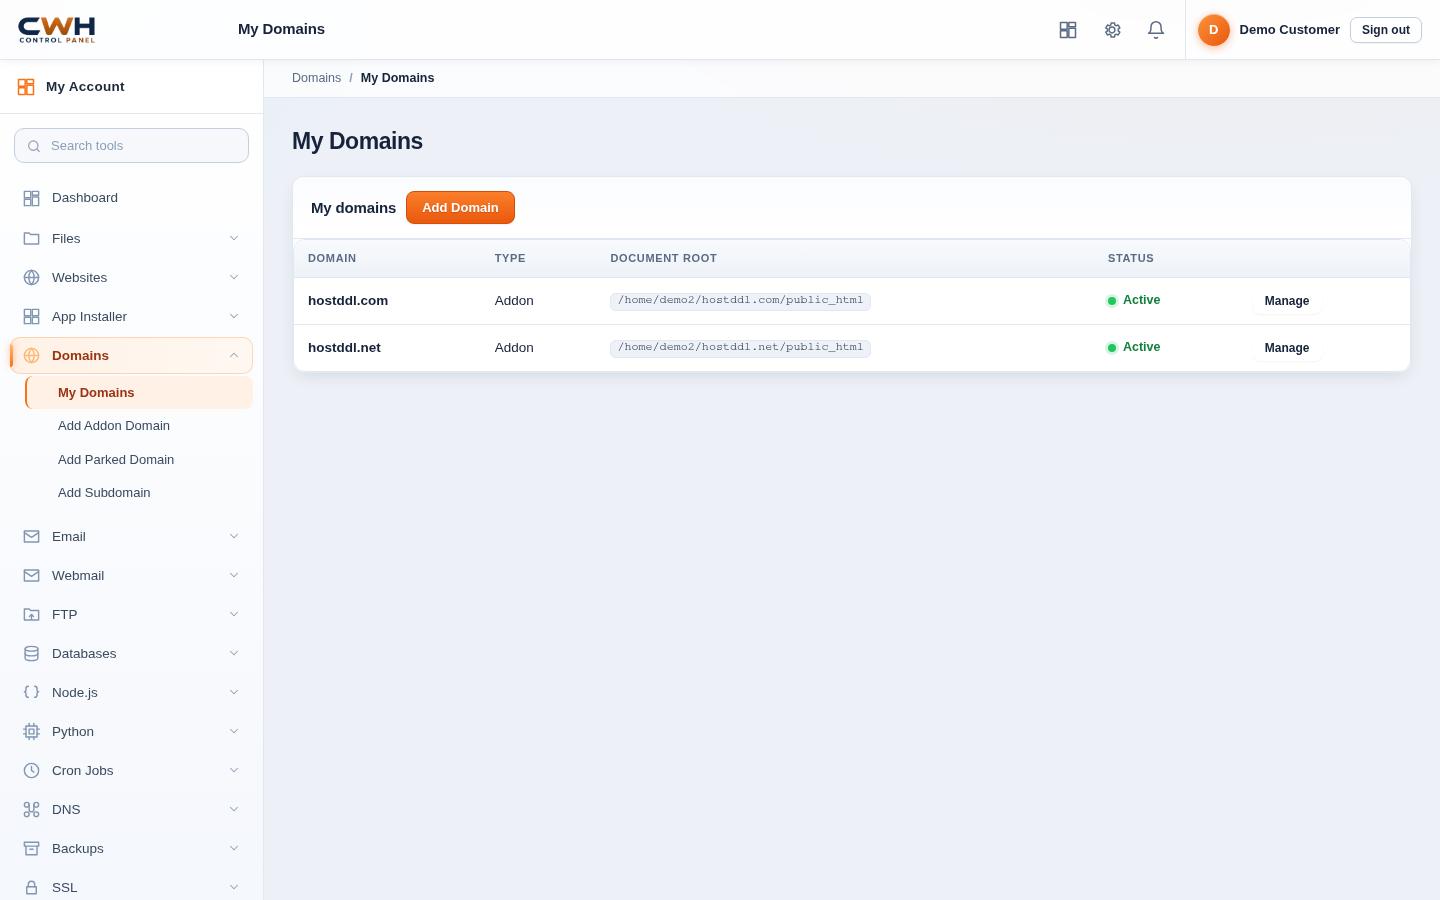 CWH
CONTROL PANEL
My Domains
D
Demo Customer
Sign out
My Account
Search tools
Dashboard
Files
Websites
App Installer
Domains
My Domains
Add Addon Domain
Add Parked Domain
Add Subdomain
Email
Webmail
FTP
Databases
Node.js
Python
Cron Jobs
DNS
Backups
SSL
Domains / My Domains
My Domains
My domains Add Domain
DOMAIN TYPE DOCUMENT ROOT STATUS
hostddl.com Addon /home/demo2/hostddl.com/public_html Active Manage
hostddl.net Addon /home/demo2/hostddl.net/public_html Active Manage